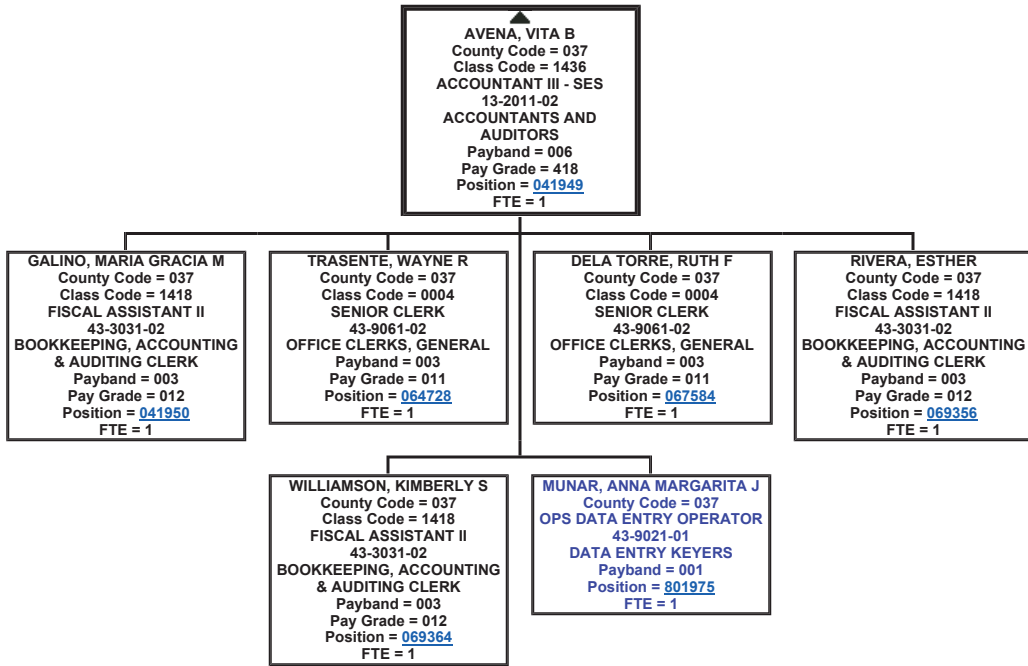 AVENA, VITA B
County Code = 037
Class Code = 1436
ACCOUNTANT III - SES
13-2011-02
ACCOUNTANTS AND
AUDITORS
Payband = 006
Pay Grade = 418
Position = 041949
FTE = 1
GALINO, MARIA GRACIA M
County Code = 037
Class Code = 1418
FISCAL ASSISTANT II
43-3031-02
BOOKKEEPING, ACCOUNTING
& AUDITING CLERK
Payband = 003
Pay Grade = 012
Position = 041950
FTE = 1
TRASENTE, WAYNE R
County Code = 037
Class Code = 0004
SENIOR CLERK
43-9061-02
OFFICE CLERKS, GENERAL
Payband = 003
Pay Grade = 011
Position = 064728
FTE = 1
DELA TORRE, RUTH F
County Code = 037
Class Code = 0004
SENIOR CLERK
43-9061-02
OFFICE CLERKS, GENERAL
Payband = 003
Pay Grade = 011
Position = 067584
FTE = 1
RIVERA, ESTHER
County Code = 037
Class Code = 1418
FISCAL ASSISTANT II
43-3031-02
BOOKKEEPING, ACCOUNTING
& AUDITING CLERK
Payband = 003
Pay Grade = 012
Position = 069356
FTE = 1
WILLIAMSON, KIMBERLY S
County Code = 037
Class Code = 1418
FISCAL ASSISTANT II
43-3031-02
BOOKKEEPING, ACCOUNTING
& AUDITING CLERK
Payband = 003
Pay Grade = 012
Position = 069364
FTE = 1
MUNAR, ANNA MARGARITA J
County Code = 037
OPS DATA ENTRY OPERATOR
43-9021-01
DATA ENTRY KEYERS
Payband = 001
Position = 801975
FTE = 1